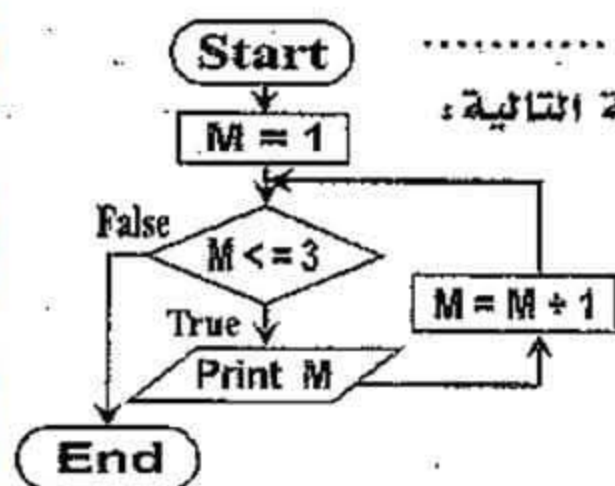 Start
..................
التالية :
M = 1
False
M < = 3
M = M + 1
True
Print M
End